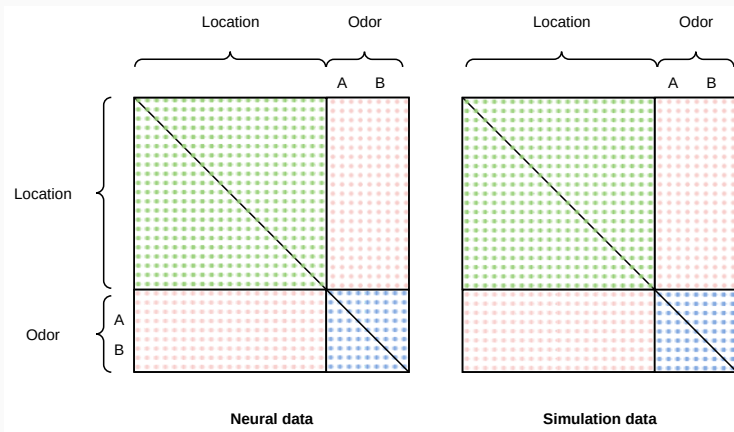 Location Odor Location Odor
A B A B
Location
Odor
A
B
Neural data Simulation data